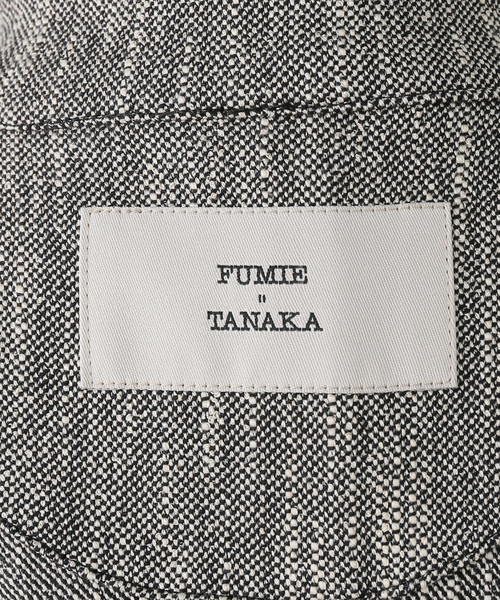 FUMIE
=
TANAKA